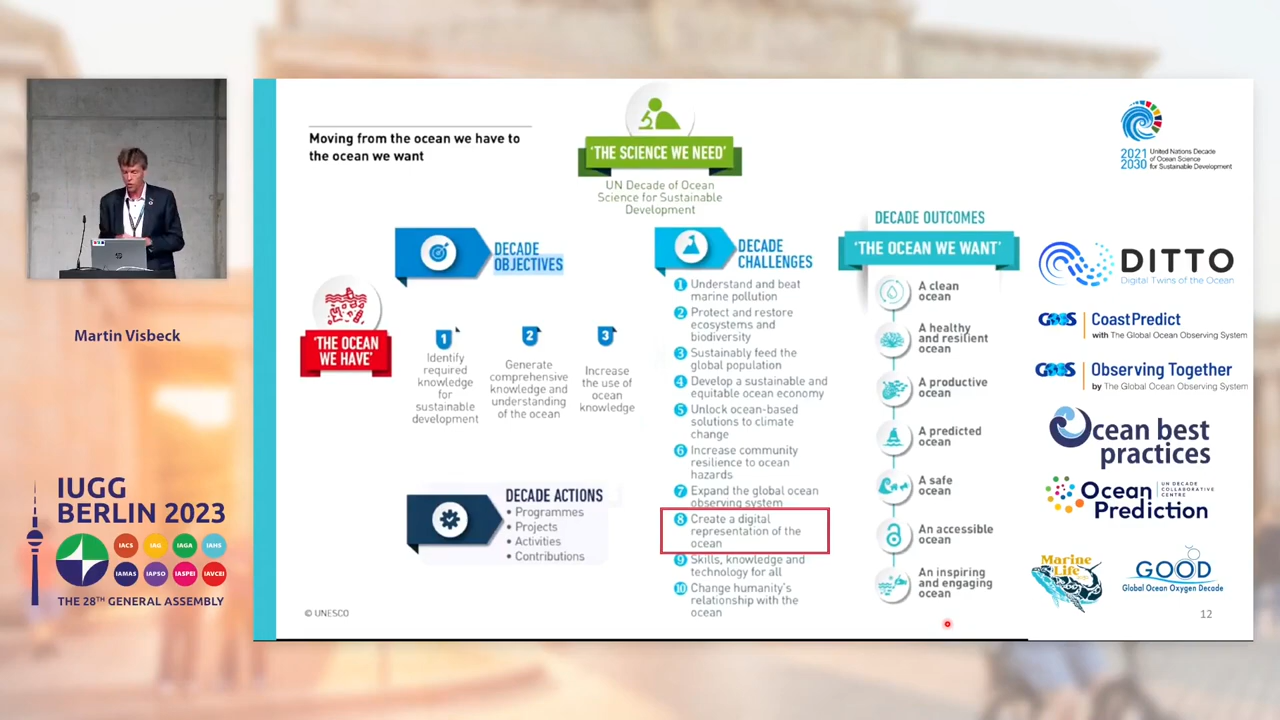 Martin Visbeck
IUGG
BERLIN 2023
IACS
IAG
IAGA
IAHS
IAMAS
IAPSO
IASPEI
IAVCEI
THE 28TH GENERAL ASSEMBLY
Moving from the ocean we have to
the ocean we want
'THE SCIENCE WE NEED'
UN Decade of Ocean
Science for Sustainable
Development
2021
2030
United Nations Decade
of Ocean Science
for Sustainable Development
'THE OCEAN
WE HAVE'
DECADE
OBJECTIVES
1
Identify
required
knowledge
for
sustainable
development
2
Generate
comprehensive
knowledge and
understanding
of the ocean
3
Increase
the use of
ocean
knowledge
DECADE ACTIONS
• Programmes
• Projects
• Activities
• Contributions
DECADE
CHALLENGES
1 Understand and beat
marine pollution
2 Protect and restore
ecosystems and
biodiversity
3 Sustainably feed the
global population
4 Develop a sustainable and
equitable ocean economy
5 Unlock ocean-based
solutions to climate
change
6 Increase community
resilience to ocean
hazards
7 Expand the global ocean
observing system
8 Create a digital
representation of the
ocean
9 Skills, knowledge and
technology for all
10 Change humanity's
relationship with the
ocean
DECADE OUTCOMES
'THE OCEAN WE WANT'
A clean
ocean
A healthy
and resilient
ocean
A productive
ocean
A predicted
ocean
A safe
ocean
An accessible
ocean
An inspiring
and engaging
ocean
DITTO
Digital Twins of the Ocean
GOOS
CoastPredict
with The Global Ocean Observing System
GOOS
Observing Together
by The Global Ocean Observing System
Ocean best
practices
Ocean
Prediction
UN DECADE
COLLABORATIVE
CENTRE
Marine
Life
GOOD
Global Ocean Oxygen Decade
© UNESCO
12